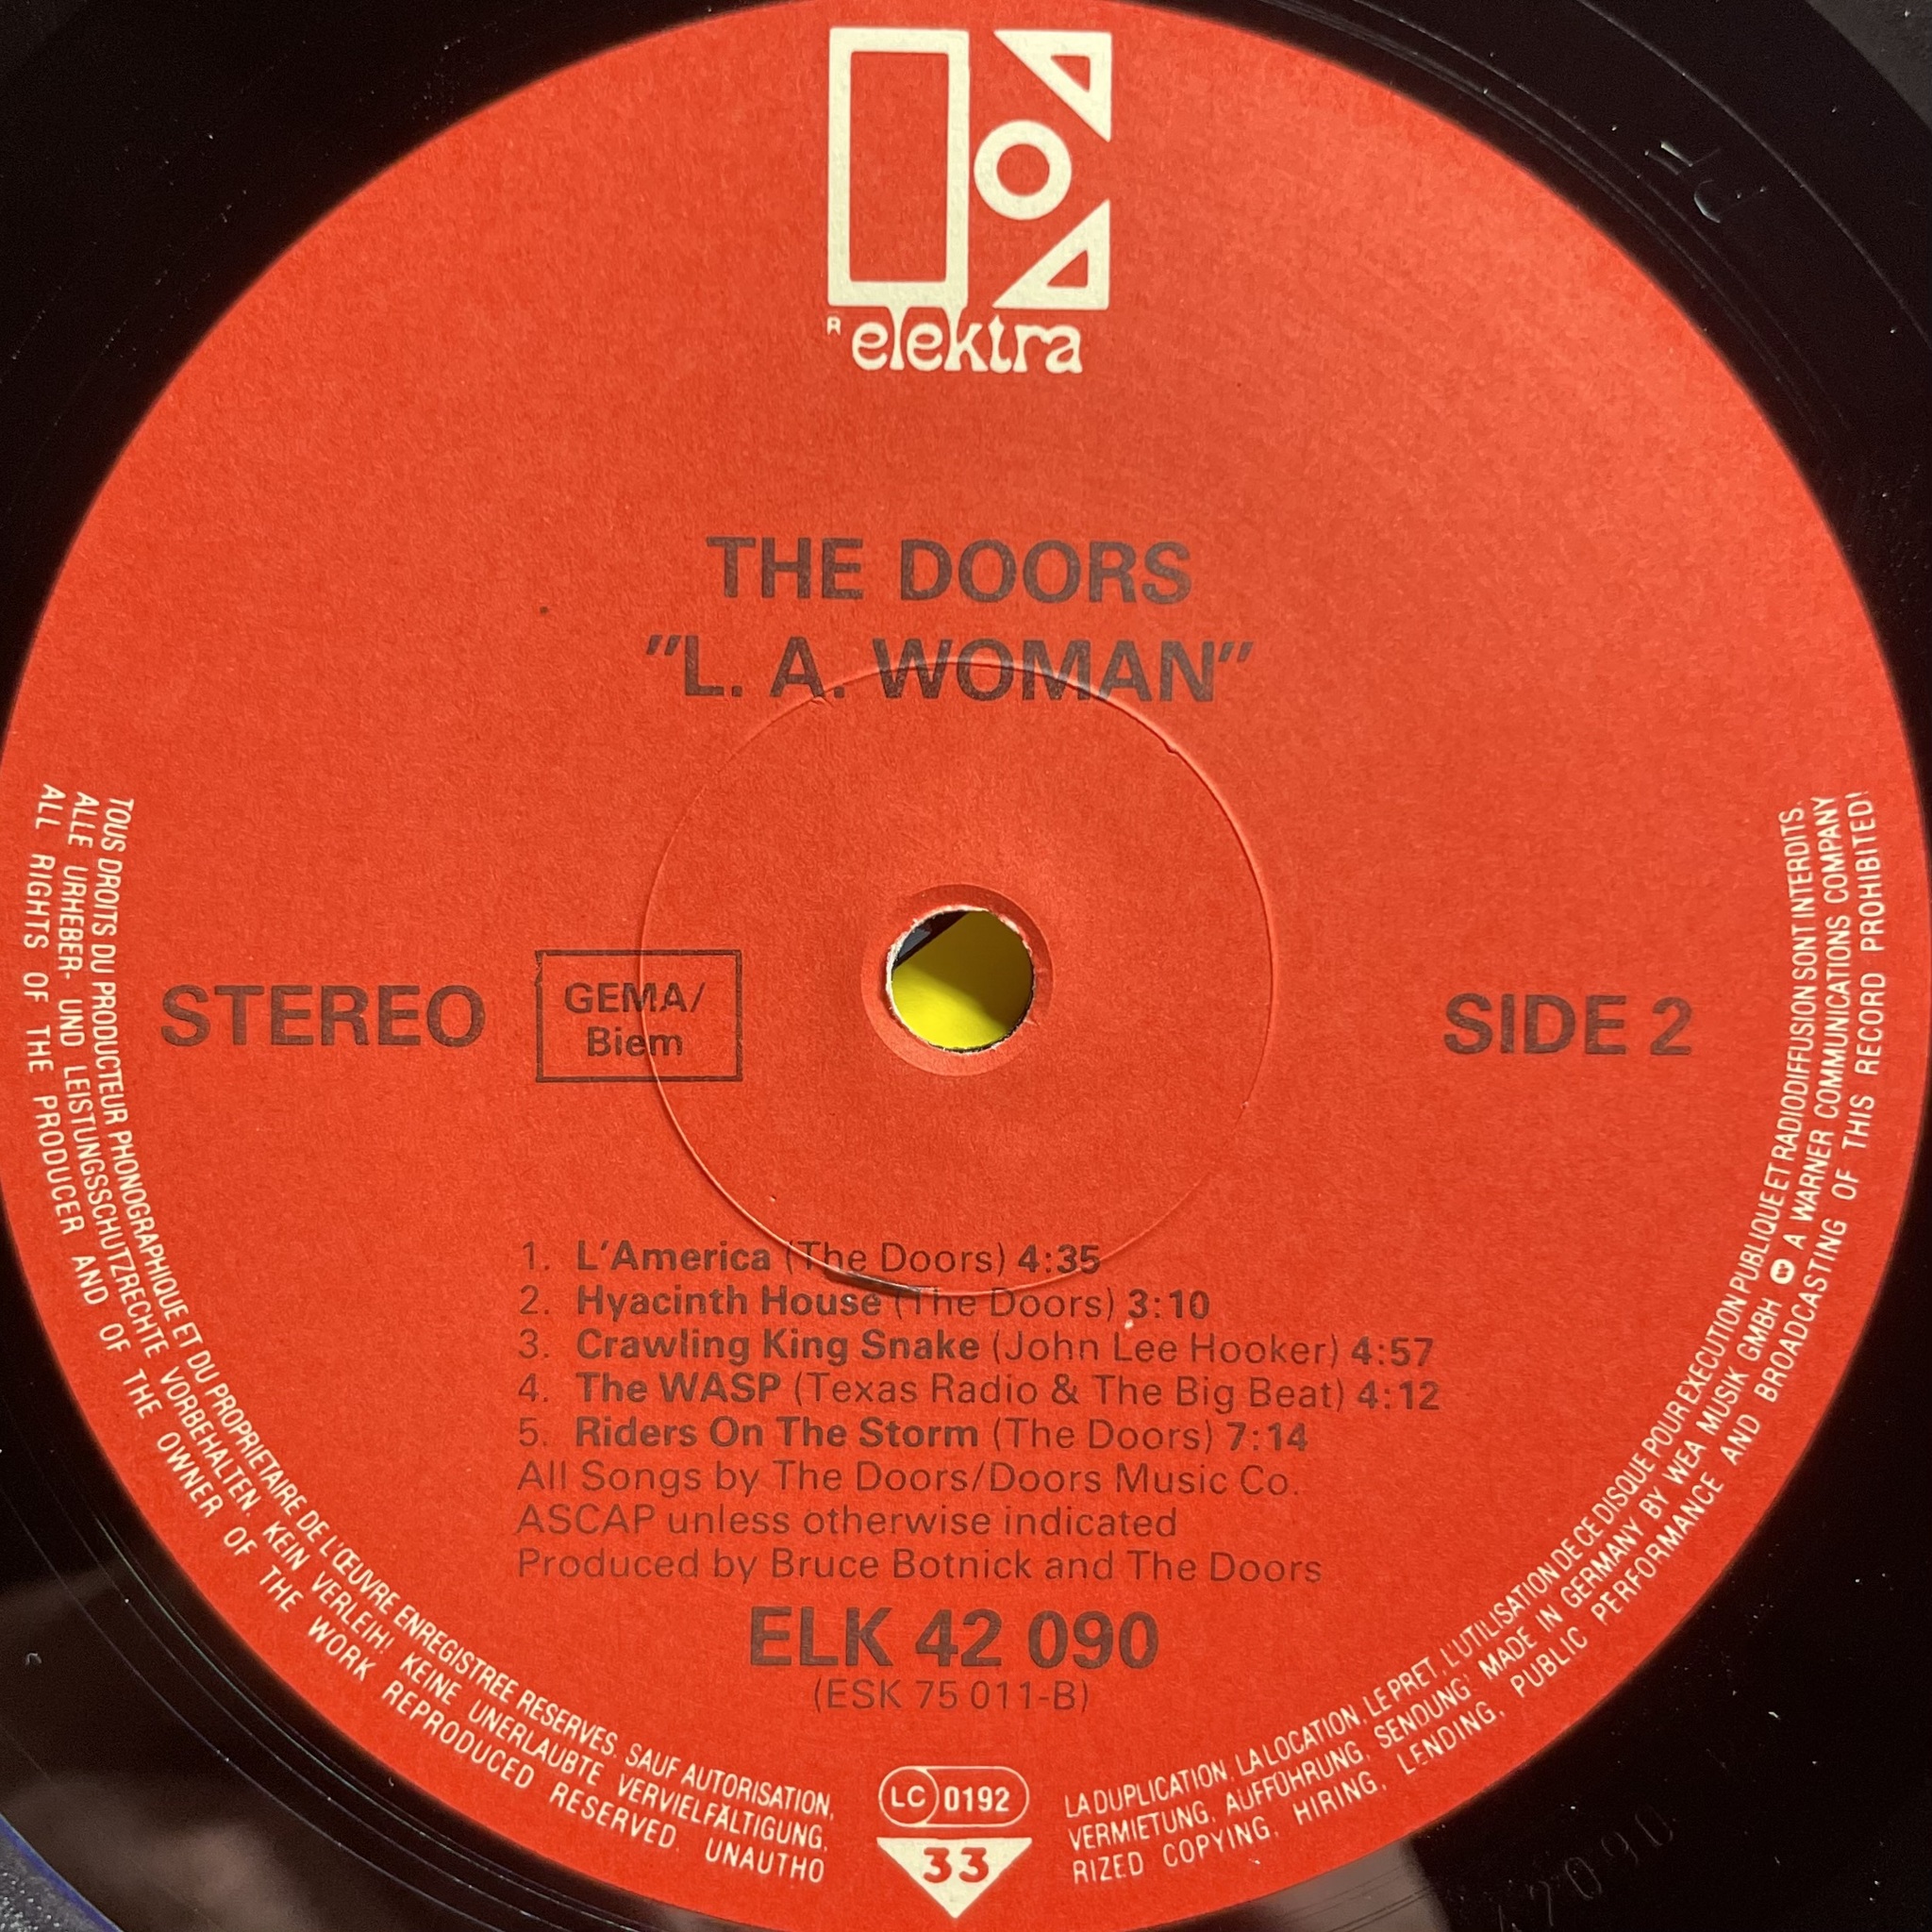 R elektra
THE DOORS
"L. A. WOMAN"
STEREO
GEMA/
Biem
SIDE 2
1. L'America (The Doors) 4:35
2. Hyacinth House (The Doors) 3:10
3. Crawling King Snake (John Lee Hooker) 4:57
4. The WASP (Texas Radio & The Big Beat) 4:12
5. Riders On The Storm (The Doors) 7:14
All Songs by The Doors/Doors Music Co.
ASCAP unless otherwise indicated
Produced by Bruce Botnick and The Doors
ELK 42 090
(ESK 75 011-B)
LC 0192
33
TOUS DROITS DU PRODUCTEUR PHONOGRAPHIQUE ET DU PROPRIETAIRE DE L'ŒUVRE ENREGISTREE RESERVES. SAUF AUTORISATION, LA DUPLICATION, LA LOCATION, LE PRET, L'UTILISATION DE CE DISQUE POUR EXECUTION PUBLIQUE ET RADIODIFFUSION SONT INTERDITS.
ALLE URHEBER- UND LEISTUNGSSCHUTZRECHTE VORBEHALTEN. KEIN VERLEIH! KEINE UNERLAUBTE VERVIELFÄLTIGUNG, VERMIETUNG, AUFFÜHRUNG, SENDUNG! MADE IN GERMANY BY WEA MUSIK GMBH A WARNER COMMUNICATIONS COMPANY
ALL RIGHTS OF THE PRODUCER AND OF THE OWNER OF THE WORK REPRODUCED RESERVED. UNAUTHORIZED COPYING, HIRING, LENDING, PUBLIC PERFORMANCE AND BROADCASTING OF THIS RECORD PROHIBITED!